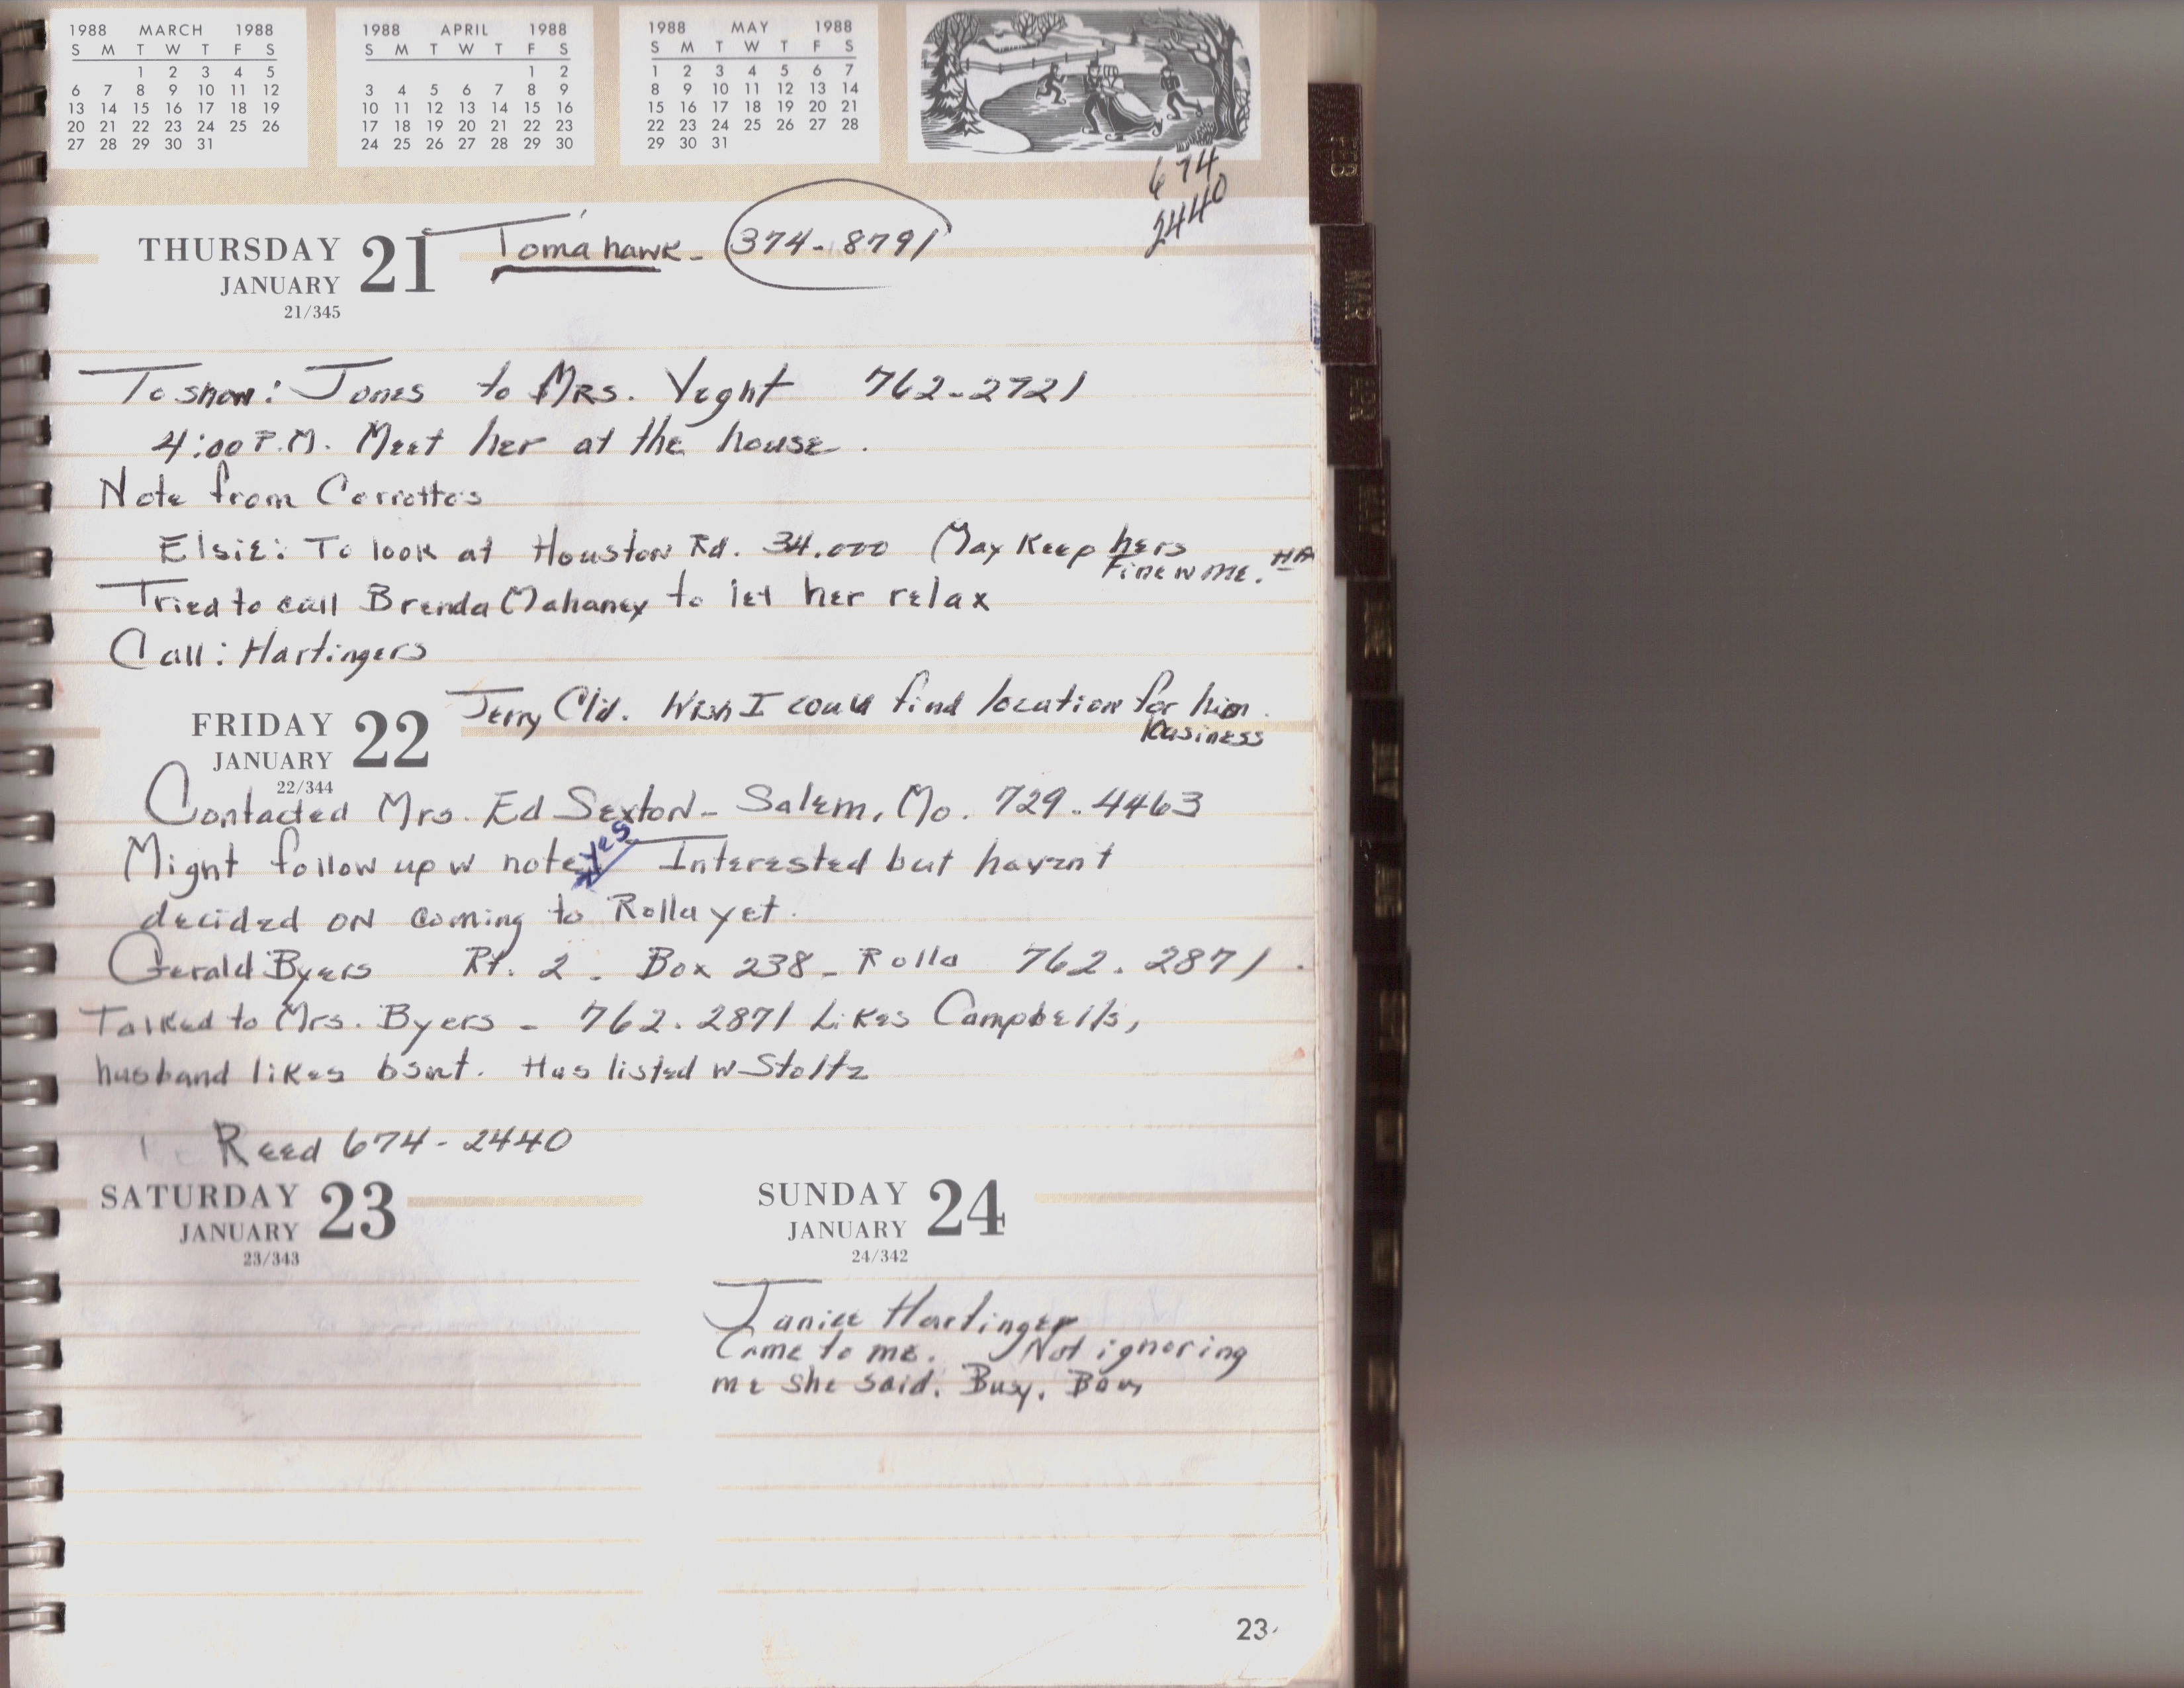 1988 MARCH 1988
S M T W T F S
1 2 3 4 5
6 7 8 9 10 11 12
13 14 15 16 17 18 19
20 21 22 23 24 25 26
27 28 29 30 31
1988 APRIL 1988
S M T W T F S
1 2
3 4 5 6 7 8 9
10 11 12 13 14 15 16
17 18 19 20 21 22 23
24 25 26 27 28 29 30
1988 MAY 1988
S M T W T F S
1 2 3 4 5 6 7
8 9 10 11 12 13 14
15 16 17 18 19 20 21
22 23 24 25 26 27 28
29 30 31
674
2440
THURSDAY 21
JANUARY
21/345
Tomahawk - 374-8791
To show: Jones to Mrs. Veght 762-2721
4:00 P.M. Meet her at the house.
Note from Corrottos
Elsie: To look at Houston Rd. 34.000 (May Keep hers
Fine w me. HA
Tried to call Brenda Mahaney to let her relax
Call: Hartingers
FRIDAY 22
JANUARY
22/344
Jerry Cld. Wish I could find location for him.
business
Contacted Mrs. Ed Sexton - Salem, Mo. 729-4463
Might follow up w note yes Interested but havent
decided on coming to Rolla yet.
Gerald Byers Rt. 2 - Box 238 - Rolla 762.2871.
Talked to Mrs. Byers - 762.2871 Likes Campbells,
husband likes bsmt. Has listed w Stoltz
Reed 674-2440
SATURDAY 23
JANUARY
23/343
SUNDAY 24
JANUARY
24/342
Janice Hartinger
Came to me. Not ignoring
me she said. Busy.
23
FEB
MAR
APR
MAY